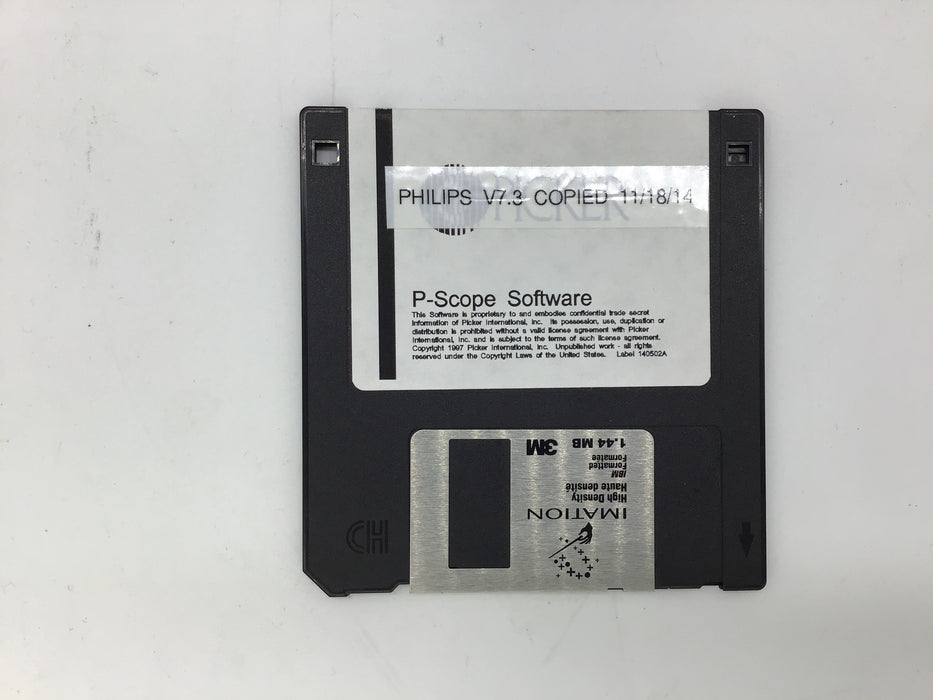 PICKER
PHILIPS V7.3 COPIED 11/18/14
P-Scope Software
This Software is proprietary to and embodies confidential trade secret
information of Picker International, Inc. Its possession, use, duplication or
distribution is prohibited without a valid license agreement with Picker
International, Inc. and is subject to the terms of such license agreement.
Copyright 1997 Picker International, Inc. Unpublished work - all rights
reserved under the Copyright Laws of the United States. Label 140502A
IMATION
High Density
Haute densité
IBM
Formatted
Formatée
1.44 MB
3M
HD